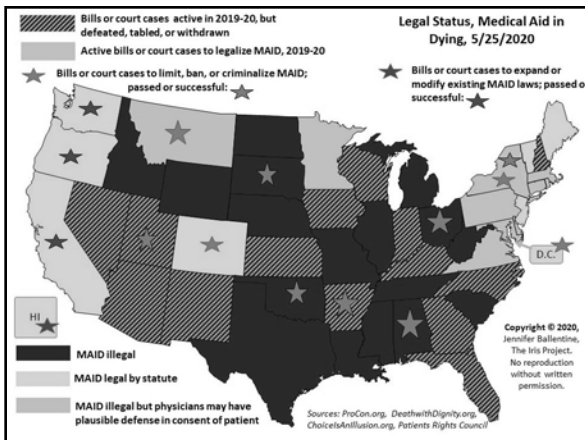 Bills or court cases active in 2019-20, but
defeated, tabled, or withdrawn
Active bills or court cases to legalize MAID, 2019-20
Bills or court cases to limit, ban, or criminalize MAID;
passed or successful:
Legal Status, Medical Aid in
Dying, 5/25/2020
Bills or court cases to expand or
modify existing MAID laws; passed or
successful:
D.C.
HI
MAID illegal
MAID legal by statute
MAID illegal but physicians may have
plausible defense in consent of patient
Copyright © 2020,
Jennifer Ballentine,
The Iris Project.
No reproduction
without written
permission.
Sources: ProCon.org, DeathwithDignity.org,
ChoiceIsAnIllusion.org, Patients Rights Council